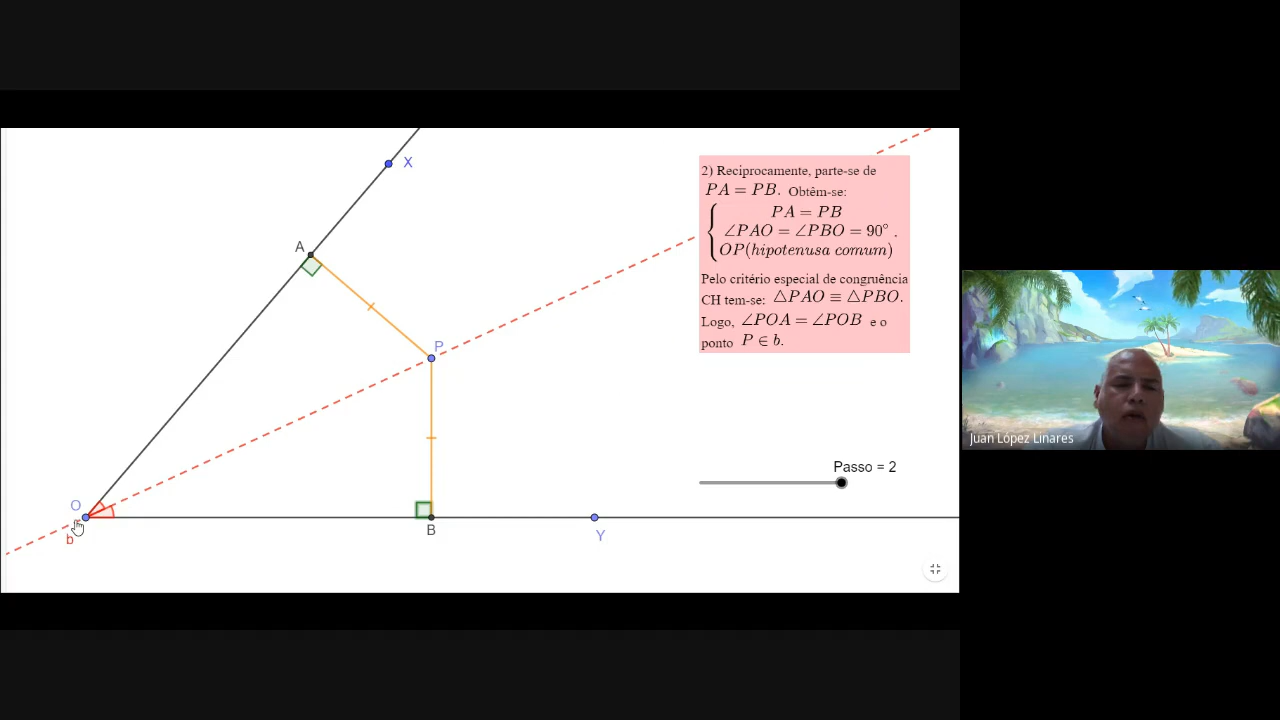 X
A
P
O
b
B
Y
2) Reciprocamente, parte-se de
PA = PB. Obtêm-se:
PA = PB
∠PAO = ∠PBO = 90° .
OP(hipotenusa comum)
Pelo critério especial de congruência
CH tem-se: △PAO ≡ △PBO.
Logo, ∠POA = ∠POB e o
ponto P ∈ b.
Passo = 2
Juan López Linares